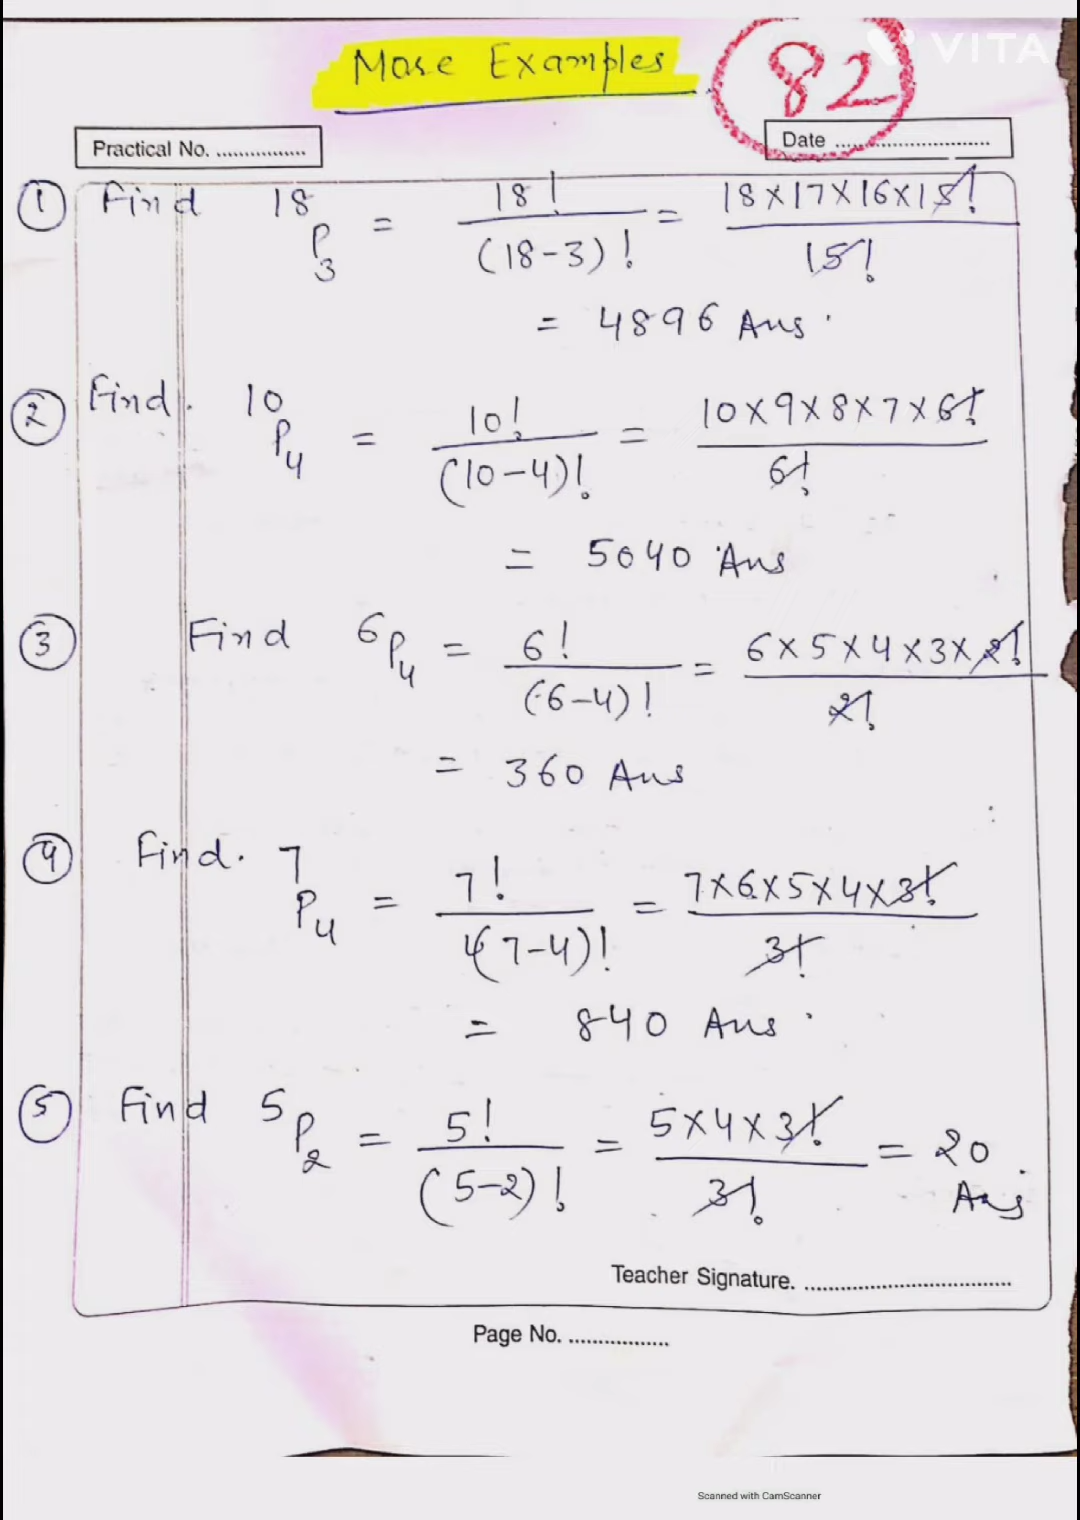 More Examples
82
VITA
Practical No. ...............
Date ..........................
① Find 18P3 = 18! / (18-3)! = 18×17×16×15! / 15!
= 4896 Ans.
② Find. 10P4 = 10! / (10-4)! = 10×9×8×7×6! / 6!
= 5040 Ans
③ Find 6P4 = 6! / (6-4)! = 6×5×4×3×2! / 2!
= 360 Ans
④ Find. 7P4 = 7! / (7-4)! = 7×6×5×4×3! / 3!
= 840 Ans.
⑤ Find 5P2 = 5! / (5-2)! = 5×4×3! / 3! = 20 Ans
Teacher Signature. ................................
Page No. .................
Scanned with CamScanner